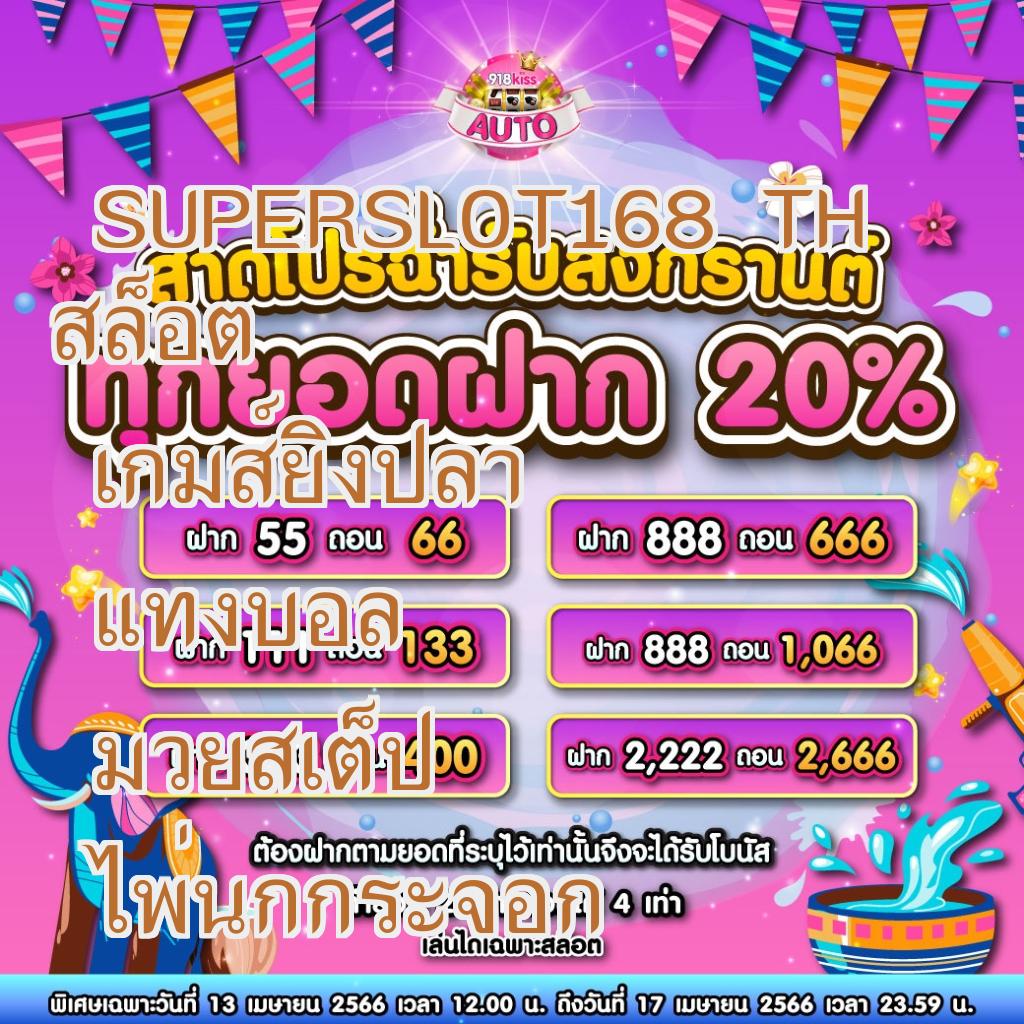 918kiss
AUTO
SUPERSLOT168 TH
สาดโปรฉ่ำรับสงกรานต์
สล็อต
ทุกยอดฝาก 20%
เกมส์ยิงปลา
ฝาก 55 ถอน 66
ฝาก 888 ถอน 666
แทงบอล
ฝาก 111 ถอน 133
ฝาก 888 ถอน 1,066
มวยสเต็ป
400
ฝาก 2,222 ถอน 2,666
ต้องฝากตามยอดที่ระบุไว้เท่านั้นจึงจะได้รับโบนัส
ไพ่นกกระจอก
4 เท่า
เล่นได้เฉพาะสล็อต
พิเศษเฉพาะวันที่ 13 เมษายน 2566 เวลา 12.00 น. ถึงวันที่ 17 เมษายน 2566 เวลา 23.59 น.